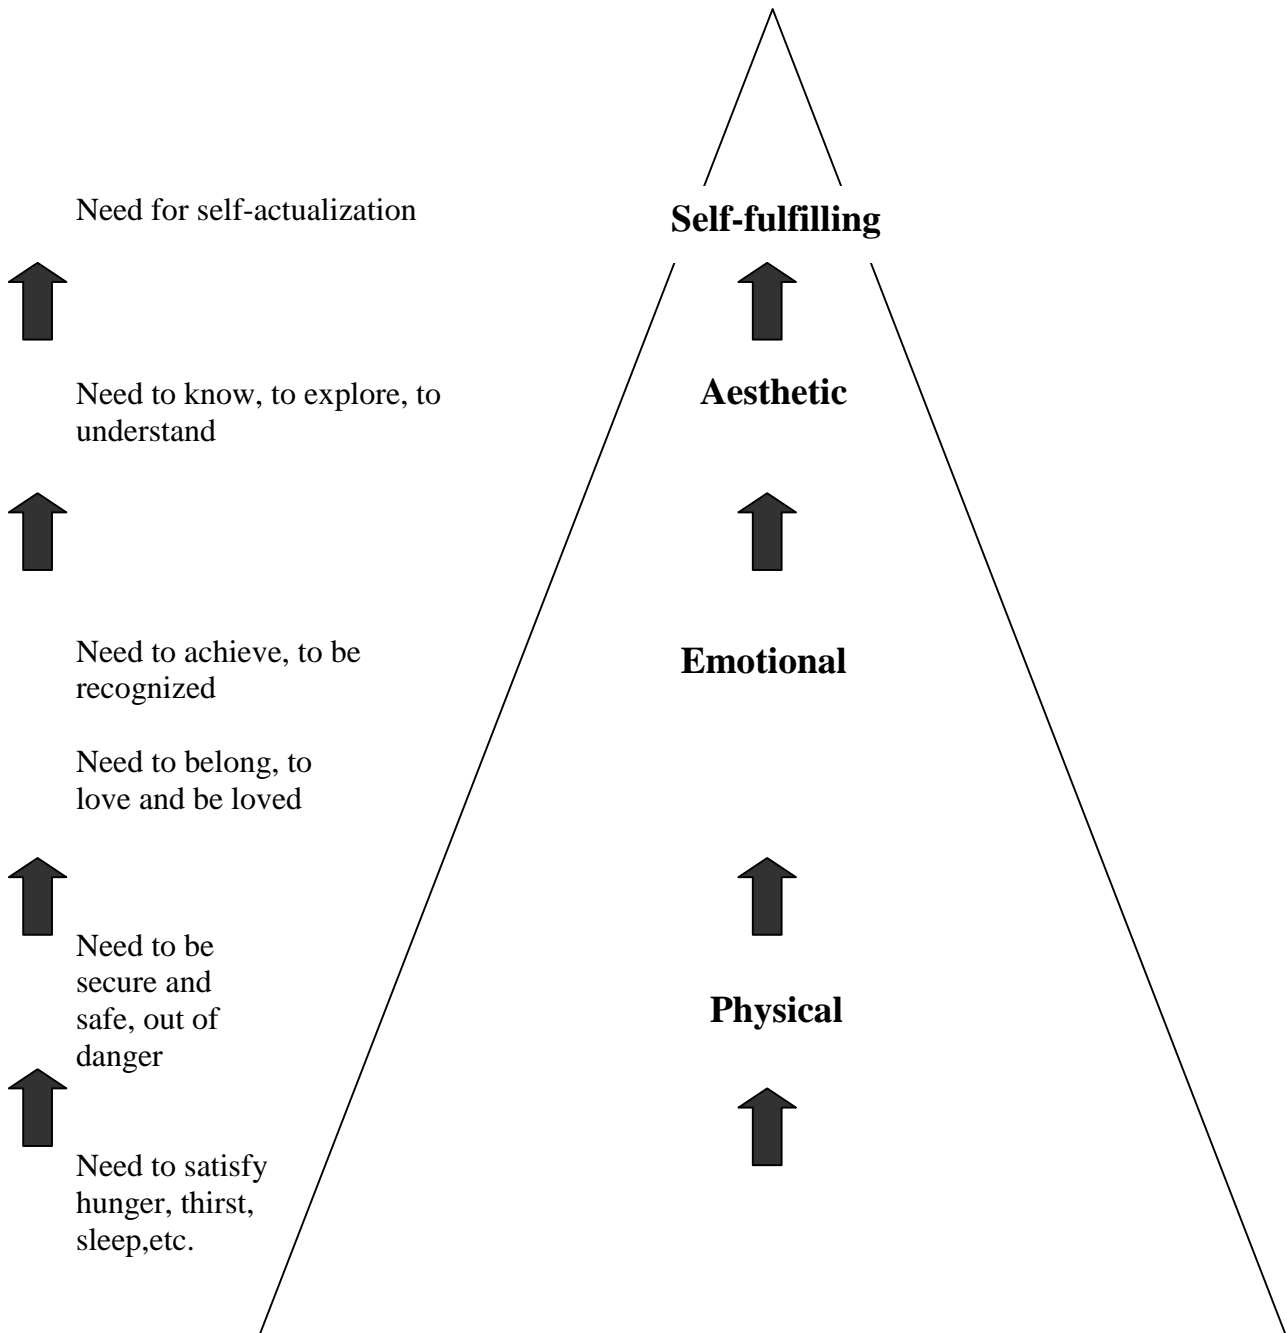 Need for self-actualization
Self-fulfilling
Need to know, to explore, to
understand
Aesthetic
Need to achieve, to be
recognized
Emotional
Need to belong, to
love and be loved
Need to be
secure and
safe, out of
danger
Physical
Need to satisfy
hunger, thirst,
sleep,etc.